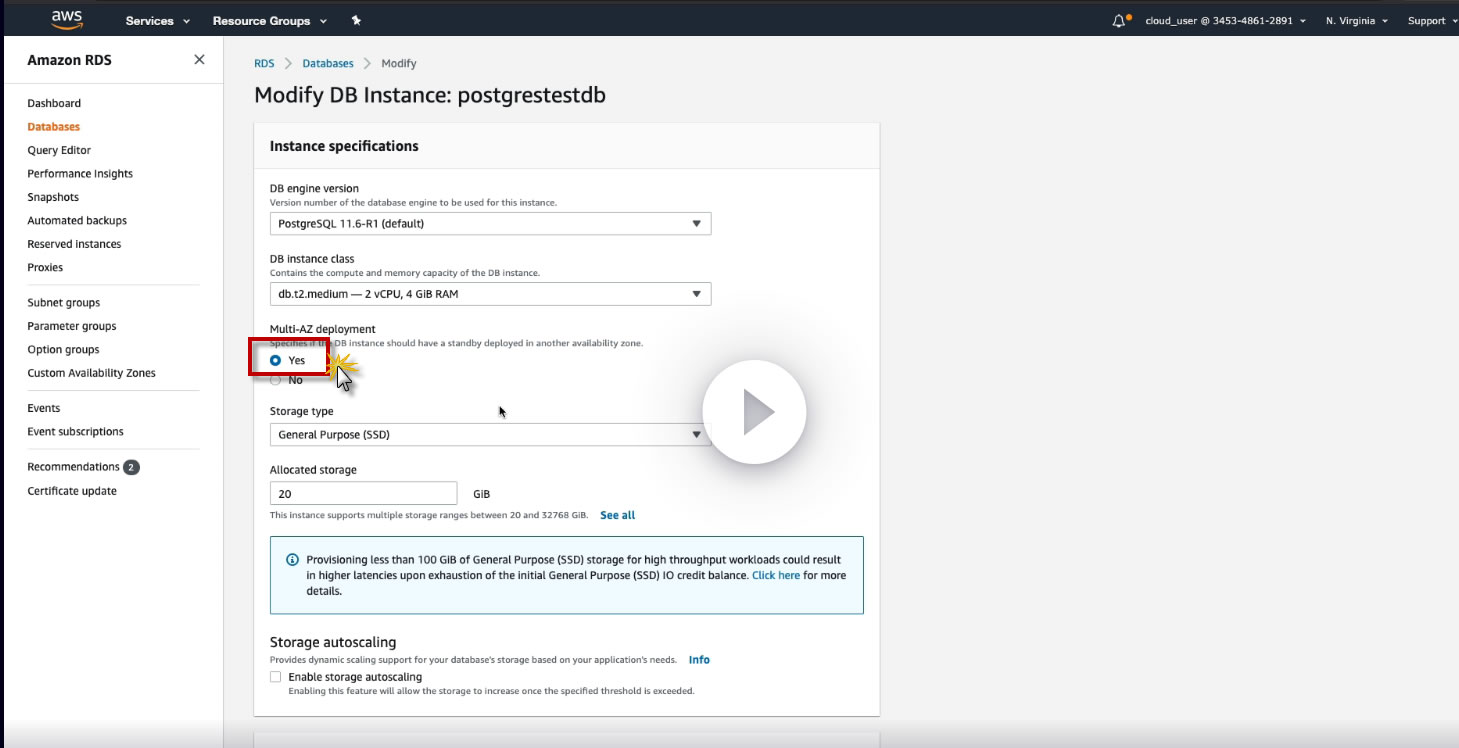 aws
Services
Resource Groups
cloud_user @ 3453-4861-2891
N. Virginia
Support
Amazon RDS
Dashboard
Databases
Query Editor
Performance Insights
Snapshots
Automated backups
Reserved instances
Proxies
Subnet groups
Parameter groups
Option groups
Custom Availability Zones
Events
Event subscriptions
Recommendations 2
Certificate update
RDS
Databases
Modify
Modify DB Instance: postgrestestdb
Instance specifications
DB engine version
Version number of the database engine to be used for this instance.
PostgreSQL 11.6-R1 (default)
DB instance class
Contains the compute and memory capacity of the DB instance.
db.t2.medium — 2 vCPU, 4 GiB RAM
Multi-AZ deployment
Specifies if the DB instance should have a standby deployed in another availability zone.
Yes
No
Storage type
General Purpose (SSD)
Allocated storage
20
GiB
This instance supports multiple storage ranges between 20 and 32768 GiB. See all
Provisioning less than 100 GiB of General Purpose (SSD) storage for high throughput workloads could result
in higher latencies upon exhaustion of the initial General Purpose (SSD) IO credit balance. Click here for more
details.
Storage autoscaling
Provides dynamic scaling support for your database's storage based on your application's needs. Info
Enable storage autoscaling
Enabling this feature will allow the storage to increase once the specified threshold is exceeded.